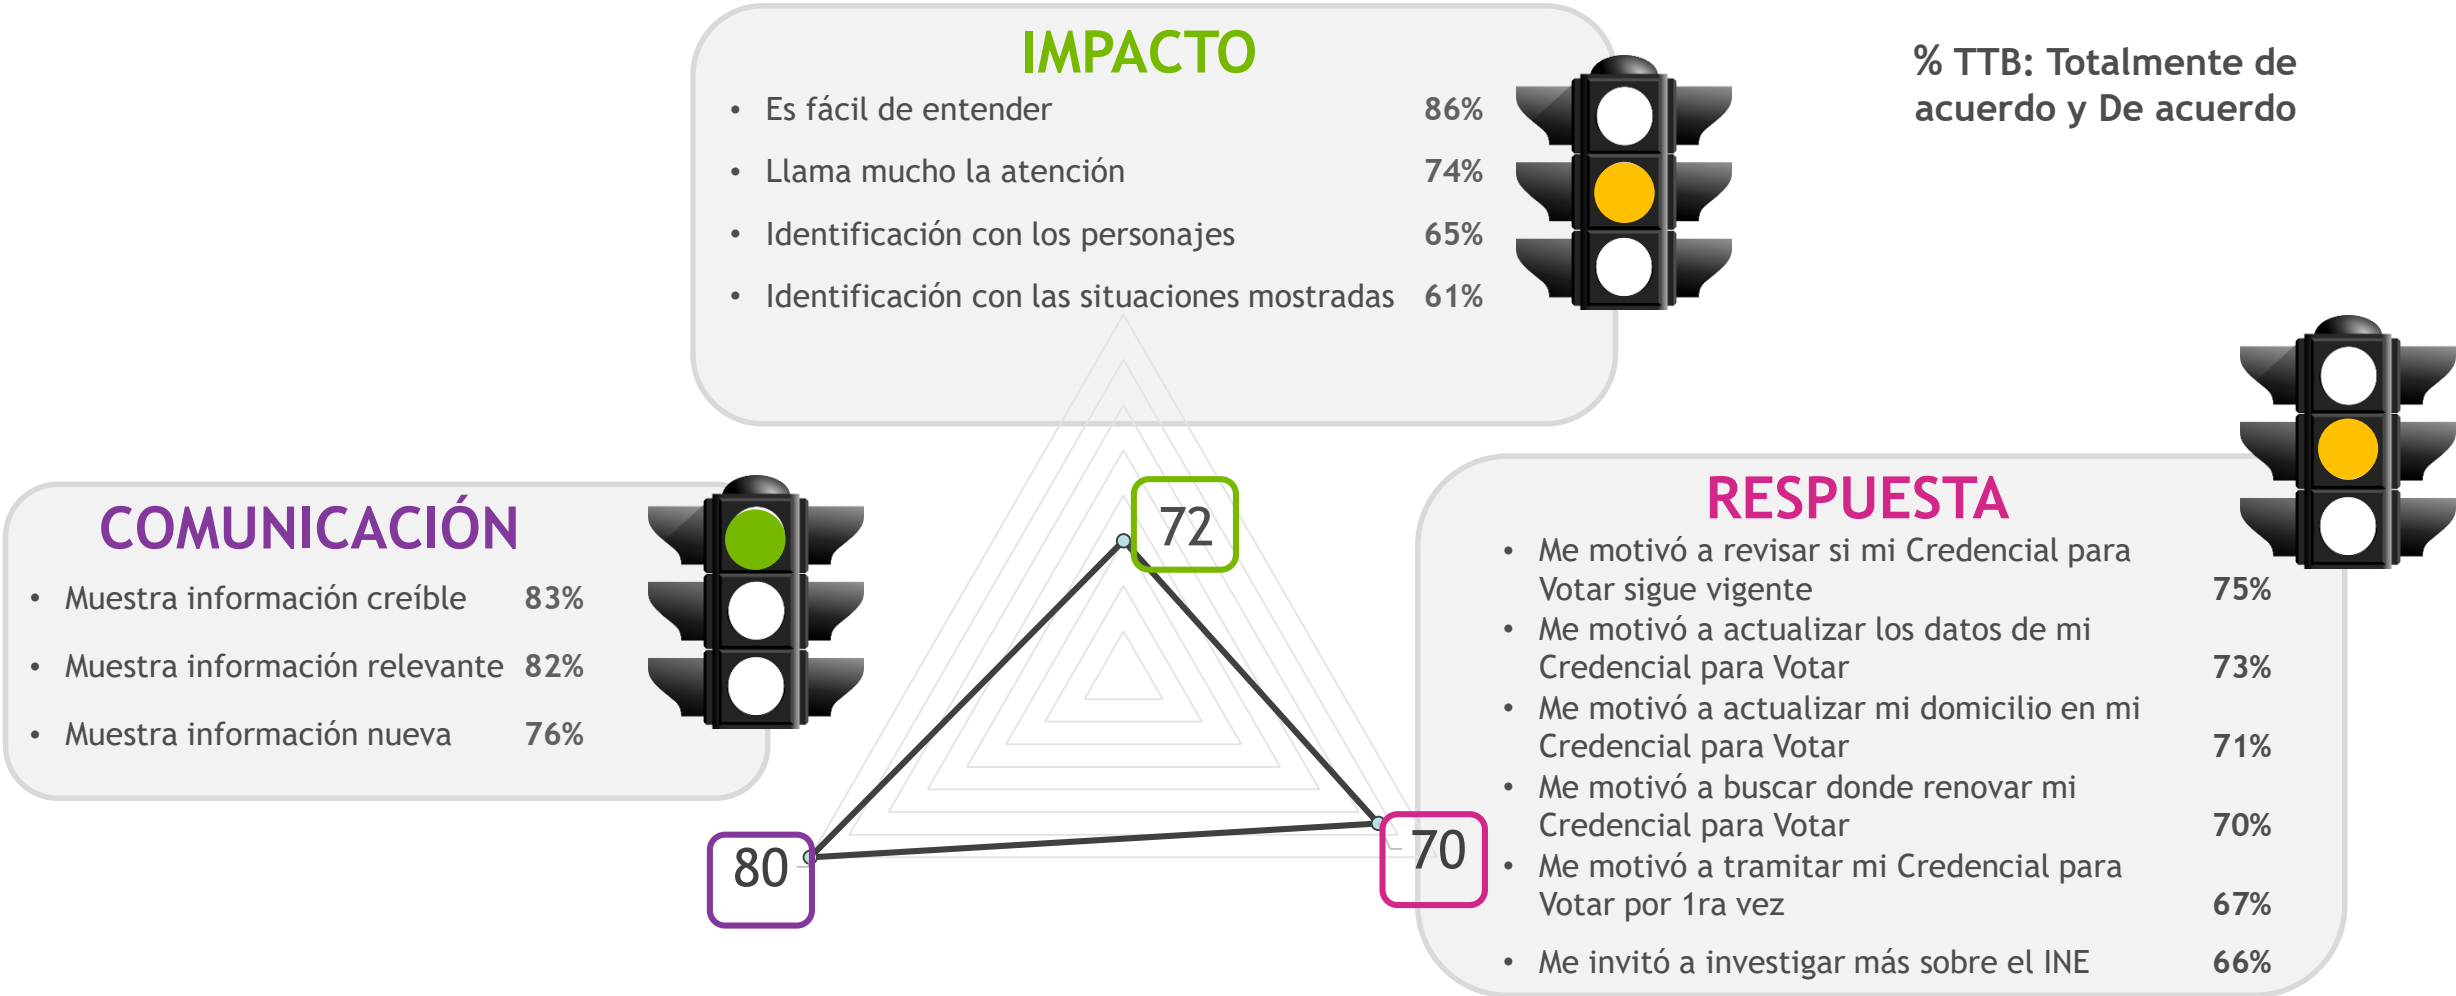 IMPACTO
• Es fácil de entender 86%
• Llama mucho la atención 74%
• Identificación con los personajes 65%
• Identificación con las situaciones mostradas 61%
% TTB: Totalmente de
acuerdo y De acuerdo
COMUNICACIÓN
• Muestra información creíble 83%
• Muestra información relevante 82%
• Muestra información nueva 76%
72
80
70
RESPUESTA
• Me motivó a revisar si mi Credencial para
Votar sigue vigente 75%
• Me motivó a actualizar los datos de mi
Credencial para Votar 73%
• Me motivó a actualizar mi domicilio en mi
Credencial para Votar 71%
• Me motivó a buscar donde renovar mi
Credencial para Votar 70%
• Me motivó a tramitar mi Credencial para
Votar por 1ra vez 67%
• Me invitó a investigar más sobre el INE 66%